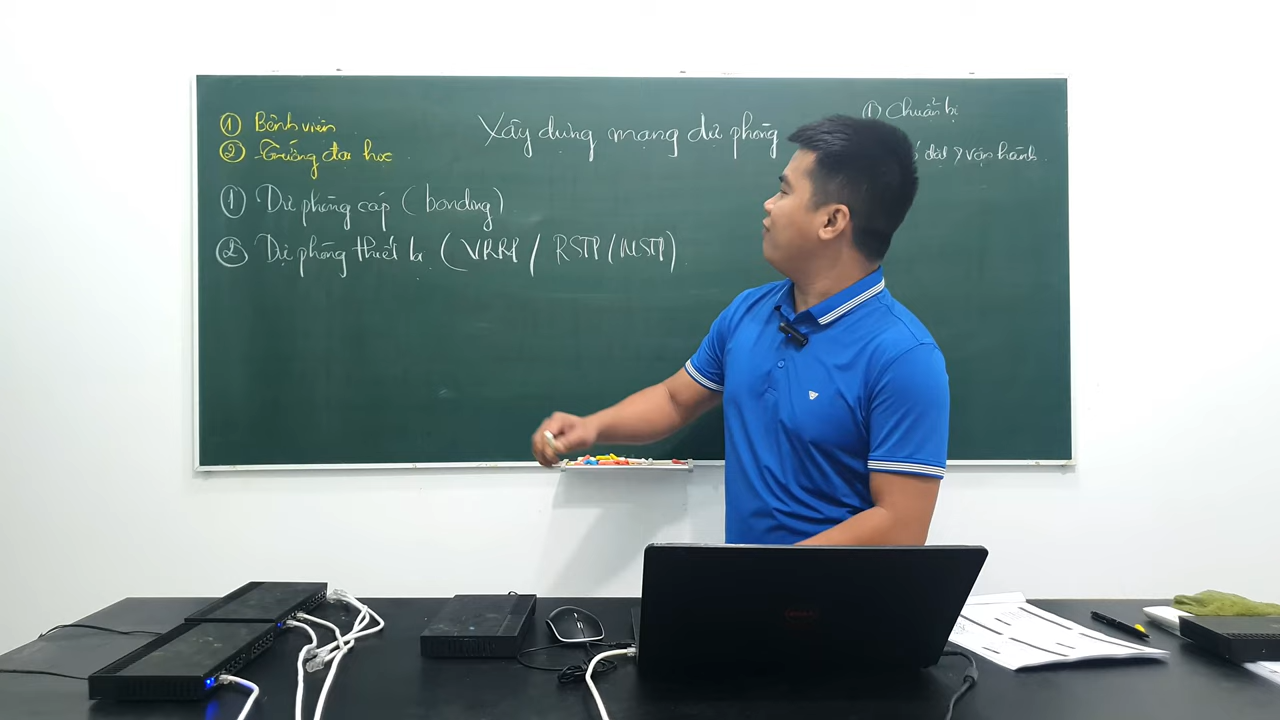 Xây dựng mạng dự phòng
① Bệnh viện
② Trường đại học
① Dự phòng cáp (bonding)
② Dự phòng thiết bị (VRRP / RSTP / MSTP)
① Chuẩn bị
vận hành